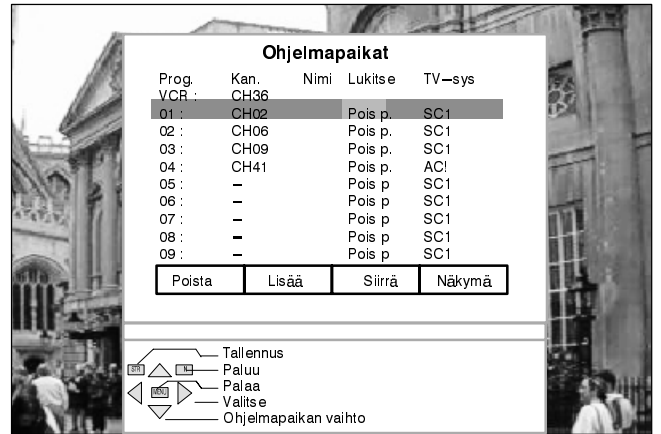 Ohjelmapaikat
Prog. Kan. Nimi Lukitse TV–sys
VCR : CH36
01 : CH02 Pois p. SC1
02 : CH06 Pois p. SC1
03 : CH09 Pois p. SC1
04 : CH41 Pois p. AC!
05 : – Pois p SC1
06 : – Pois p SC1
07 : – Pois p SC1
08 : – Pois p SC1
09 : – Pois p SC1
Poista Lisää Siirrä Näkymä
Tallennus
STR N Paluu
MENU Palaa
Valitse
Ohjelmapaikan vaihto